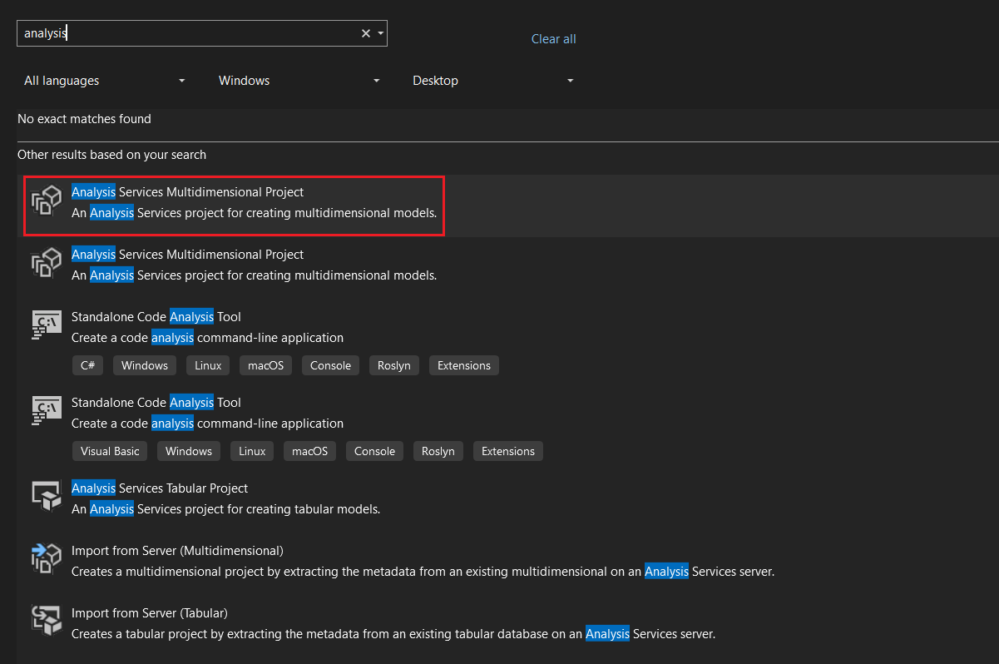 analysis
Clear all
All languages
Windows
Desktop
No exact matches found
Other results based on your search
Analysis Services Multidimensional Project
An Analysis Services project for creating multidimensional models.
Analysis Services Multidimensional Project
An Analysis Services project for creating multidimensional models.
C:\
Standalone Code Analysis Tool
Create a code analysis command-line application
C# Windows Linux macOS Console Roslyn Extensions
C:\
Standalone Code Analysis Tool
Create a code analysis command-line application
Visual Basic Windows Linux macOS Console Roslyn Extensions
Analysis Services Tabular Project
An Analysis Services project for creating tabular models.
Import from Server (Multidimensional)
Creates a multidimensional project by extracting the metadata from an existing multidimensional on an Analysis Services server.
Import from Server (Tabular)
Creates a tabular project by extracting the metadata from an existing tabular database on an Analysis Services server.